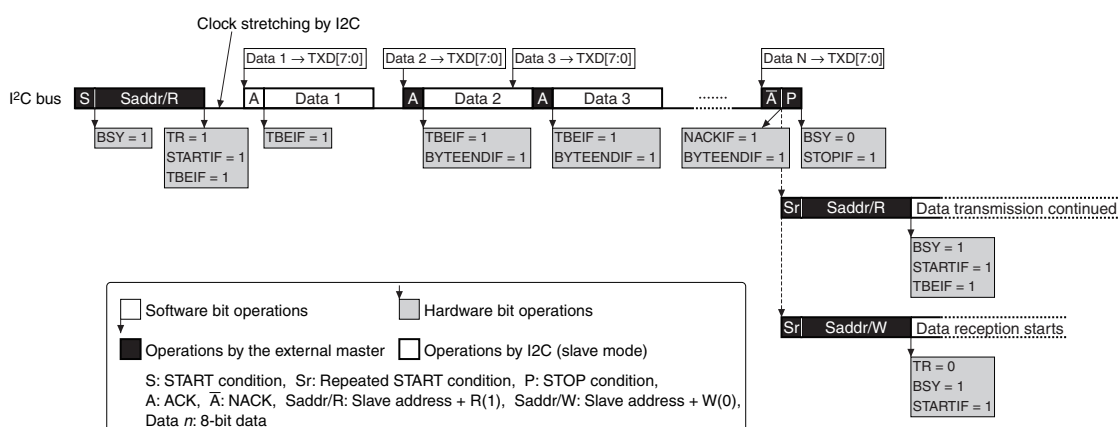 Clock stretching by I2C
Data 1 → TXD[7:0]
Data 2 → TXD[7:0]
Data 3 → TXD[7:0]
Data N → TXD[7:0]
I²C bus
S Saddr/R A Data 1 A Data 2 A Data 3 ········ A̅ P
BSY = 1
TR = 1
STARTIF = 1
TBEIF = 1
TBEIF = 1
TBEIF = 1
BYTEENDIF = 1
TBEIF = 1
BYTEENDIF = 1
NACKIF = 1
BYTEENDIF = 1
BSY = 0
STOPIF = 1
Sr Saddr/R Data transmission continued
BSY = 1
STARTIF = 1
TBEIF = 1
Sr Saddr/W Data reception starts
TR = 0
BSY = 1
STARTIF = 1
Software bit operations
Hardware bit operations
Operations by the external master
Operations by I2C (slave mode)
S: START condition, Sr: Repeated START condition, P: STOP condition,
A: ACK, A̅: NACK, Saddr/R: Slave address + R(1), Saddr/W: Slave address + W(0),
Data n: 8-bit data